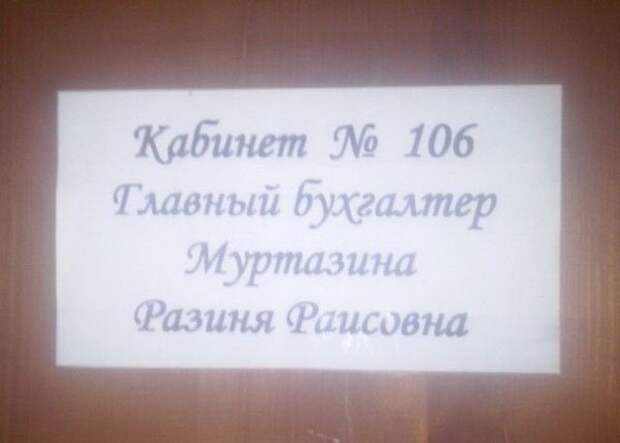 Кабинет № 106
Главный бухгалтер
Муртазина
Разиня Раисовна